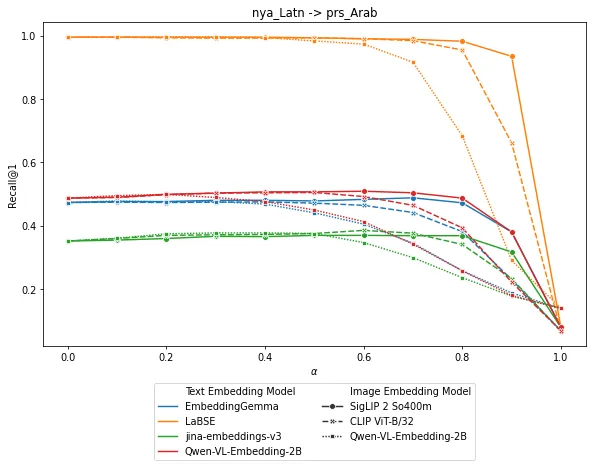 nya_Latn -> prs_Arab
Recall@1
1.0
0.8
0.6
0.4
0.2
0.0 0.2 0.4 0.6 0.8 1.0
α
Text Embedding Model
EmbeddingGemma
LaBSE
jina-embeddings-v3
Qwen-VL-Embedding-2B
Image Embedding Model
SigLIP 2 So400m
CLIP ViT-B/32
Qwen-VL-Embedding-2B